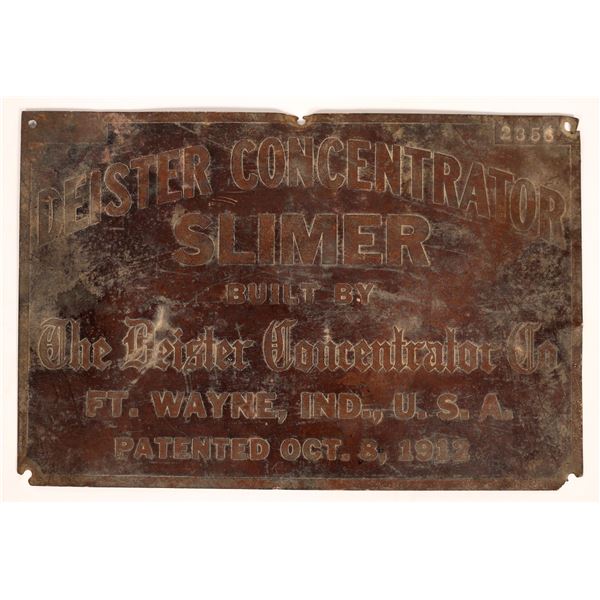 2356
DEISTER CONCENTRATOR
SLIMER
BUILT BY
The Deister Concentrator Co
FT. WAYNE, IND., U. S. A.
PATENTED OCT. 8, 1912